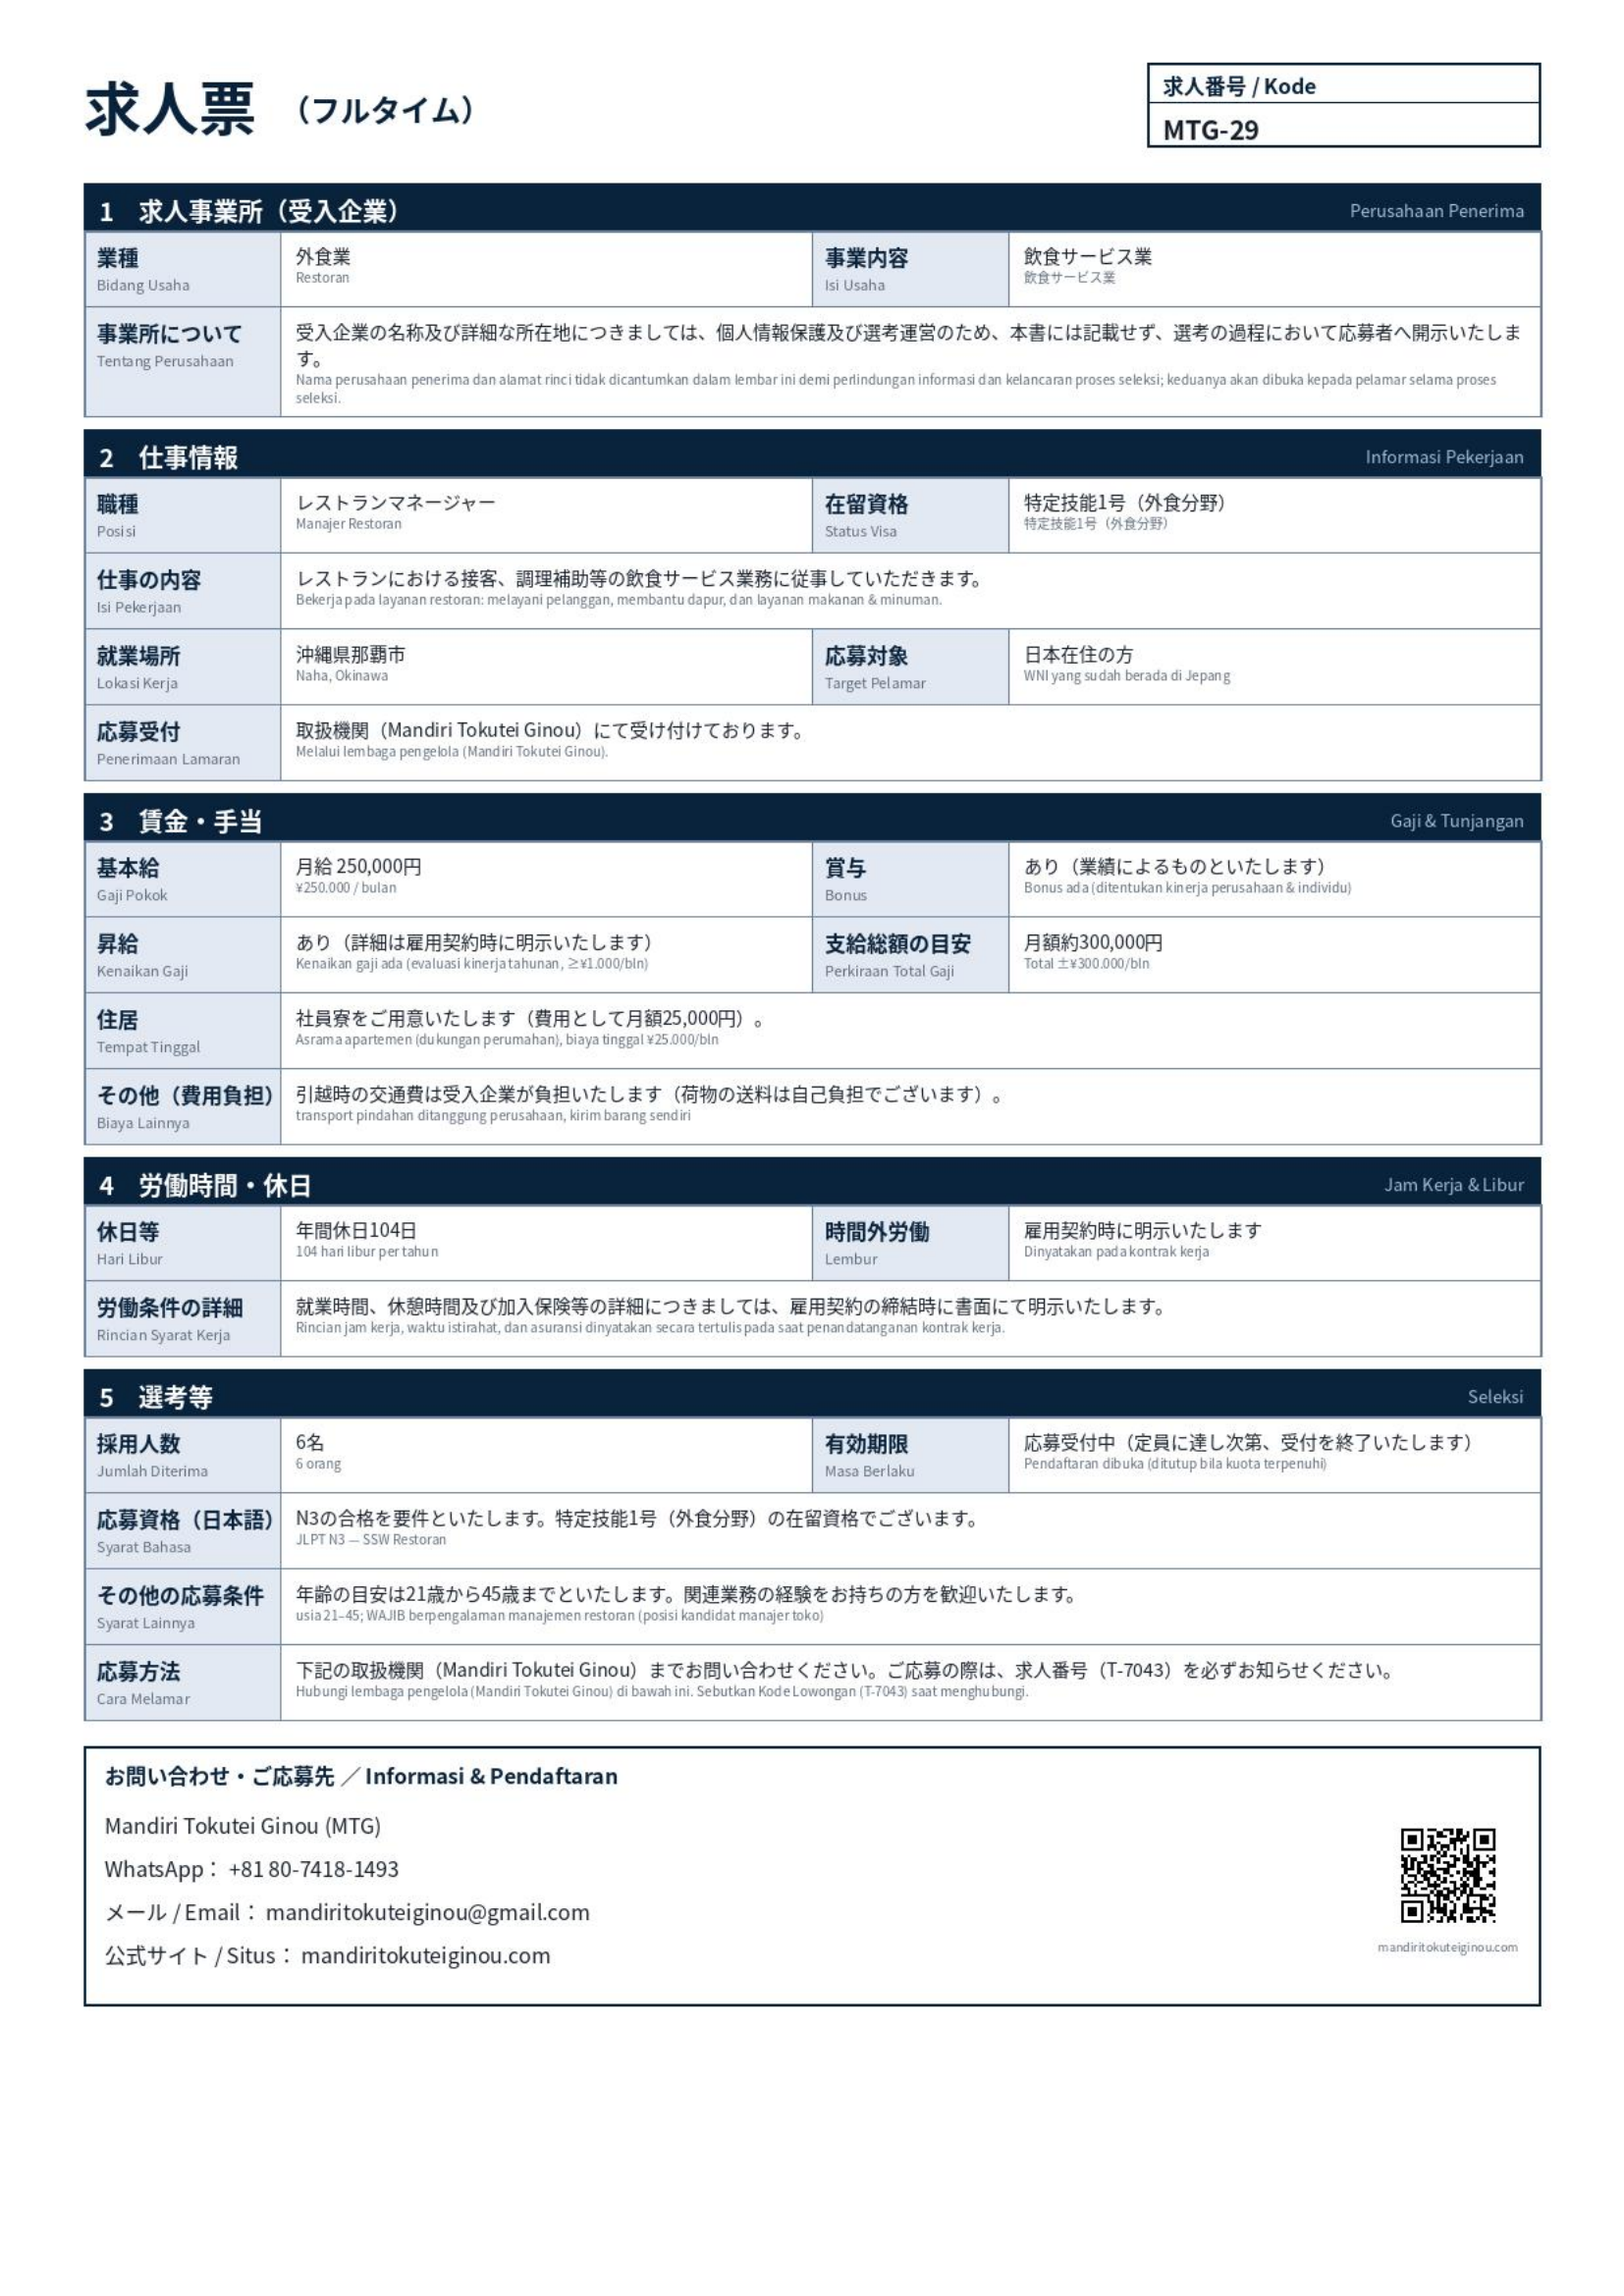 求人票 （フルタイム）
求人番号 / Kode
MTG-29
1 求人事業所（受入企業） Perusahaan Penerima
業種 外食業 事業内容 飲食サービス業
Bidang Usaha Restoran Isi Usaha 飲食サービス業
事業所について 受入企業の名称及び詳細な所在地につきましては、個人情報保護及び選考運営のため、本書には記載せず、選考の過程において応募者へ開示いたしま
Tentang Perusahaan す。
Nama perusahaan penerima dan alamat rinci tidak dicantumkan dalam lembar ini demi perlindungan informasi dan kelancaran proses seleksi; keduanya akan dibuka kepada pelamar selama proses
seleksi.
2 仕事情報 Informasi Pekerjaan
職種 レストランマネージャー 在留資格 特定技能1号（外食分野）
Posisi Manajer Restoran Status Visa 特定技能1号（外食分野）
仕事の内容 レストランにおける接客、調理補助等の飲食サービス業務に従事していただきます。
Isi Pekerjaan Bekerja pada layanan restoran: melayani pelanggan, membantu dapur, dan layanan makanan & minuman.
就業場所 沖縄県那覇市 応募対象 日本在住の方
Lokasi Kerja Naha, Okinawa Target Pelamar WNI yang sudah berada di Jepang
応募受付 取扱機関（Mandiri Tokutei Ginou）にて受け付けております。
Penerimaan Lamaran Melalui lembaga pengelola (Mandiri Tokutei Ginou).
3 賃金・手当 Gaji & Tunjangan
基本給 月給 250,000円 賞与 あり（業績によるものといたします）
Gaji Pokok ¥250.000 / bulan Bonus Bonus ada (ditentukan kinerja perusahaan & individu)
昇給 あり（詳細は雇用契約時に明示いたします） 支給総額の目安 月額約300,000円
Kenaikan Gaji Kenaikan gaji ada (evaluasi kinerja tahunan, ≥¥1.000/bln) Perkiraan Total Gaji Total ±¥300.000/bln
住居 社員寮をご用意いたします（費用として月額25,000円）。
Tempat Tinggal Asrama apartemen (dukungan perumahan), biaya tinggal ¥25.000/bln
その他（費用負担） 引越時の交通費は受入企業が負担いたします（荷物の送料は自己負担でございます）。
Biaya Lainnya transport pindahan ditanggung perusahaan, kirim barang sendiri
4 労働時間・休日 Jam Kerja & Libur
休日等 年間休日104日 時間外労働 雇用契約時に明示いたします
Hari Libur 104 hari libur per tahun Lembur Dinyatakan pada kontrak kerja
労働条件の詳細 就業時間、休憩時間及び加入保険等の詳細につきましては、雇用契約の締結時に書面にて明示いたします。
Rincian Syarat Kerja Rincian jam kerja, waktu istirahat, dan asuransi dinyatakan secara tertulis pada saat penandatanganan kontrak kerja.
5 選考等 Seleksi
採用人数 6名 有効期限 応募受付中（定員に達し次第、受付を終了いたします）
Jumlah Diterima 6 orang Masa Berlaku Pendaftaran dibuka (ditutup bila kuota terpenuhi)
応募資格（日本語） N3の合格を要件といたします。特定技能1号（外食分野）の在留資格でございます。
Syarat Bahasa JLPT N3 — SSW Restoran
その他の応募条件 年齢の目安は21歳から45歳までといたします。関連業務の経験をお持ちの方を歓迎いたします。
Syarat Lainnya usia 21–45; WAJIB berpengalaman manajemen restoran (posisi kandidat manajer toko)
応募方法 下記の取扱機関（Mandiri Tokutei Ginou）までお問い合わせください。ご応募の際は、求人番号（T-7043）を必ずお知らせください。
Cara Melamar Hubungi lembaga pengelola (Mandiri Tokutei Ginou) di bawah ini. Sebutkan Kode Lowongan (T-7043) saat menghubungi.
お問い合わせ・ご応募先 ／ Informasi & Pendaftaran
Mandiri Tokutei Ginou (MTG)
WhatsApp： +81 80-7418-1493
メール / Email： mandiritokuteiginou@gmail.com
公式サイト / Situs： mandiritokuteiginou.com
mandiritokuteiginou.com